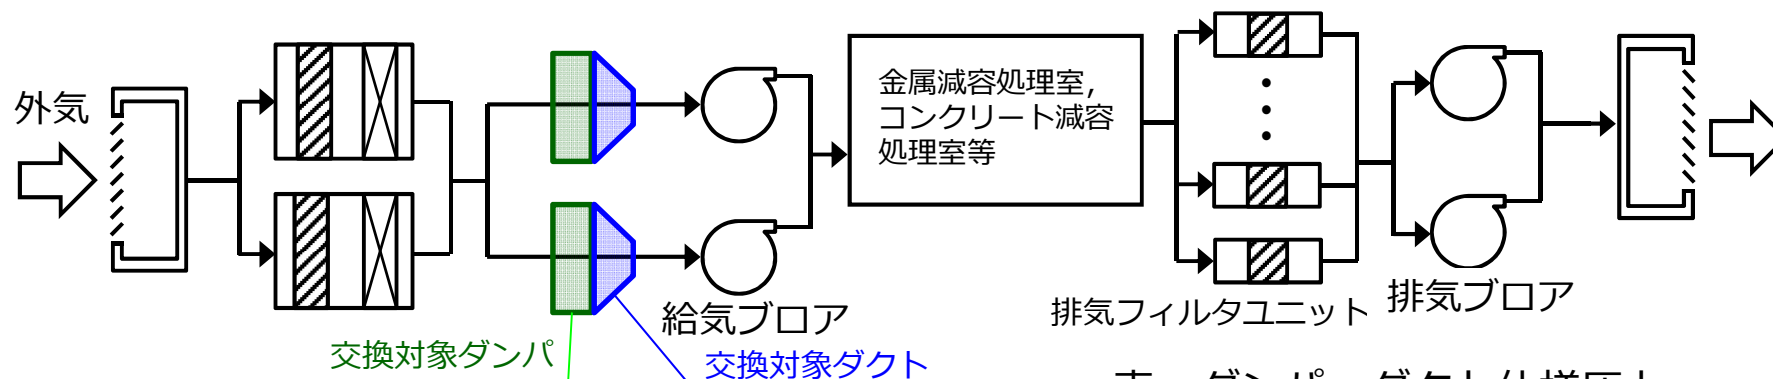 外気
金属減容処理室，
コンクリート減容
処理室等
給気ブロア
排気フィルタユニット
排気ブロア
交換対象ダンパ
交換対象ダクト